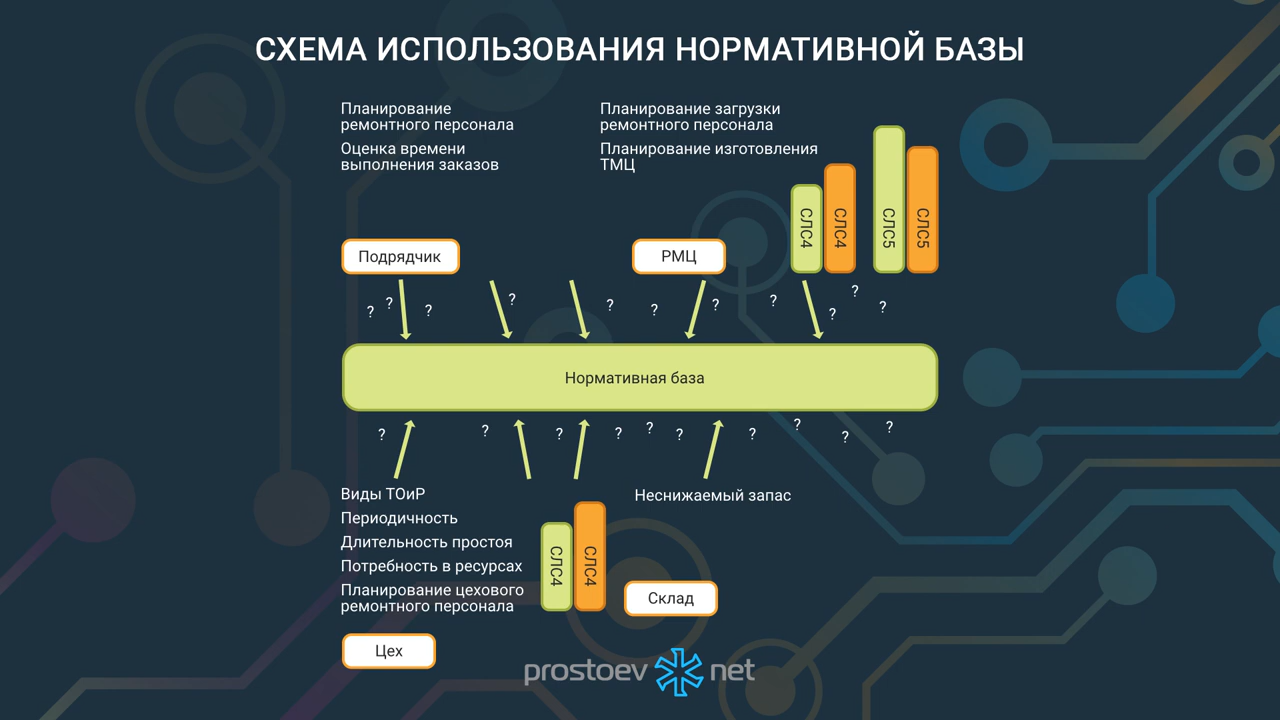 СХЕМА ИСПОЛЬЗОВАНИЯ НОРМАТИВНОЙ БАЗЫ
Планирование
ремонтного персонала
Оценка времени
выполнения заказов
Планирование загрузки
ремонтного персонала
Планирование изготовления
ТМЦ
СЛС4
СЛС4
СЛС5
СЛС5
Подрядчик
РМЦ
? ? ? ? ? ? ? ? ? ? ?
Нормативная база
? ? ? ? ? ? ? ? ? ?
Виды ТОиР
Периодичность
Длительность простоя
Потребность в ресурсах
Планирование цехового
ремонтного персонала
СЛС4
СЛС4
Неснижаемый запас
Склад
Цех
prostoev net